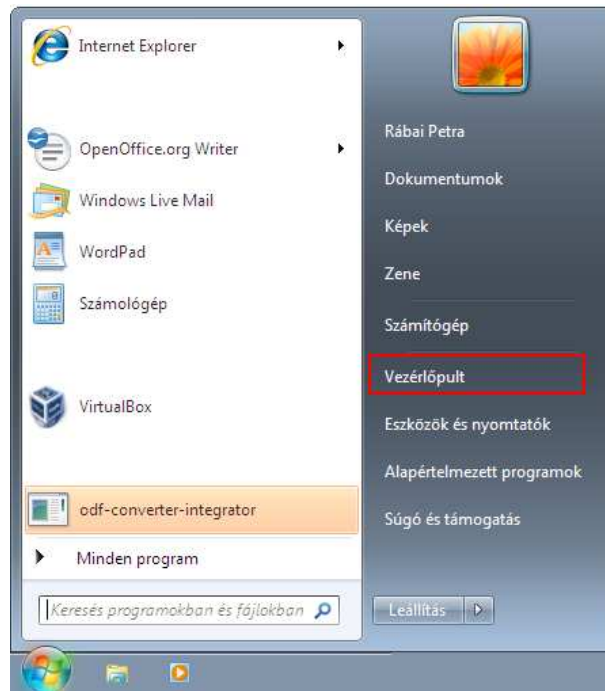 Internet Explorer
OpenOffice.org Writer
Windows Live Mail
WordPad
Számológép
VirtualBox
odf-converter-integrator
Minden program
Keresés programokban és fájlokban
Rábai Petra
Dokumentumok
Képek
Zene
Számítógép
Vezérlőpult
Eszközök és nyomtatók
Alapértelmezett programok
Súgó és támogatás
Leállítás